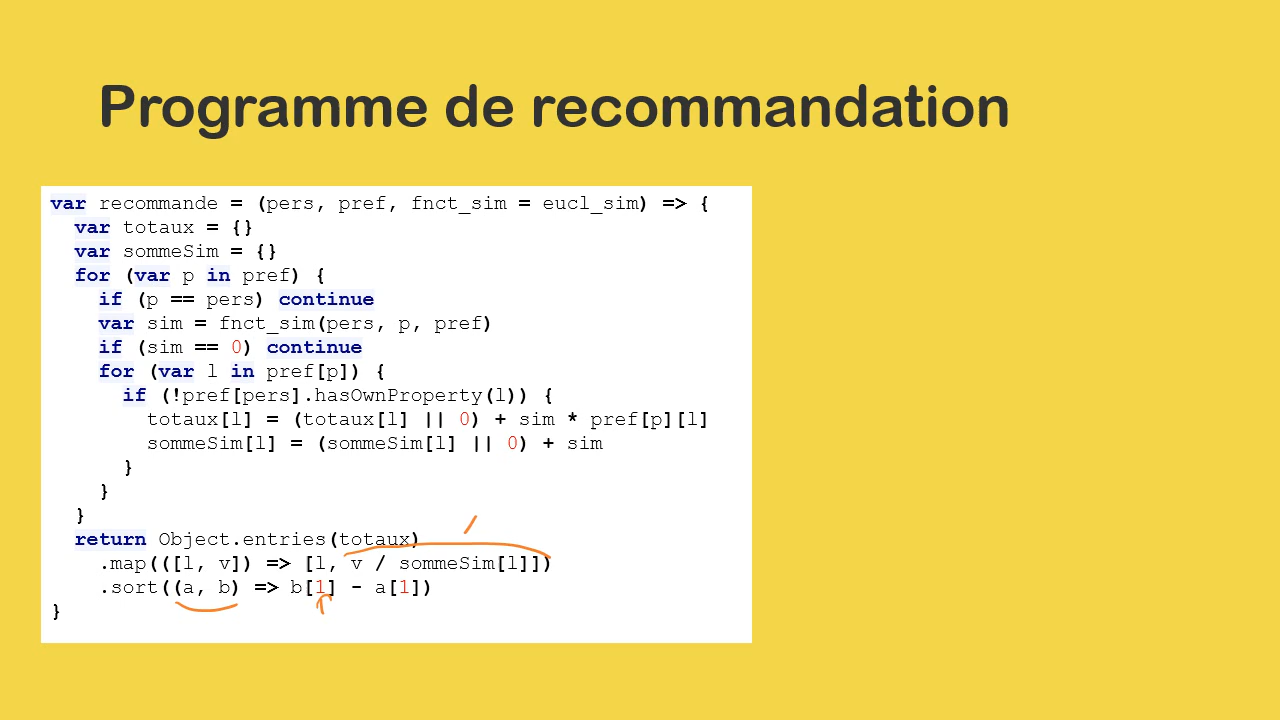 Programme de recommandation
var recommande = (pers, pref, fnct_sim = eucl_sim) => {
var totaux = {}
var sommeSim = {}
for (var p in pref) {
if (p == pers) continue
var sim = fnct_sim(pers, p, pref)
if (sim == 0) continue
for (var l in pref[p]) {
if (!pref[pers].hasOwnProperty(l)) {
totaux[l] = (totaux[l] || 0) + sim * pref[p][l]
sommeSim[l] = (sommeSim[l] || 0) + sim
}
}
}
return Object.entries(totaux)
.map(([l, v]) => [l, v / sommeSim[l]])
.sort((a, b) => b[1] - a[1])
}